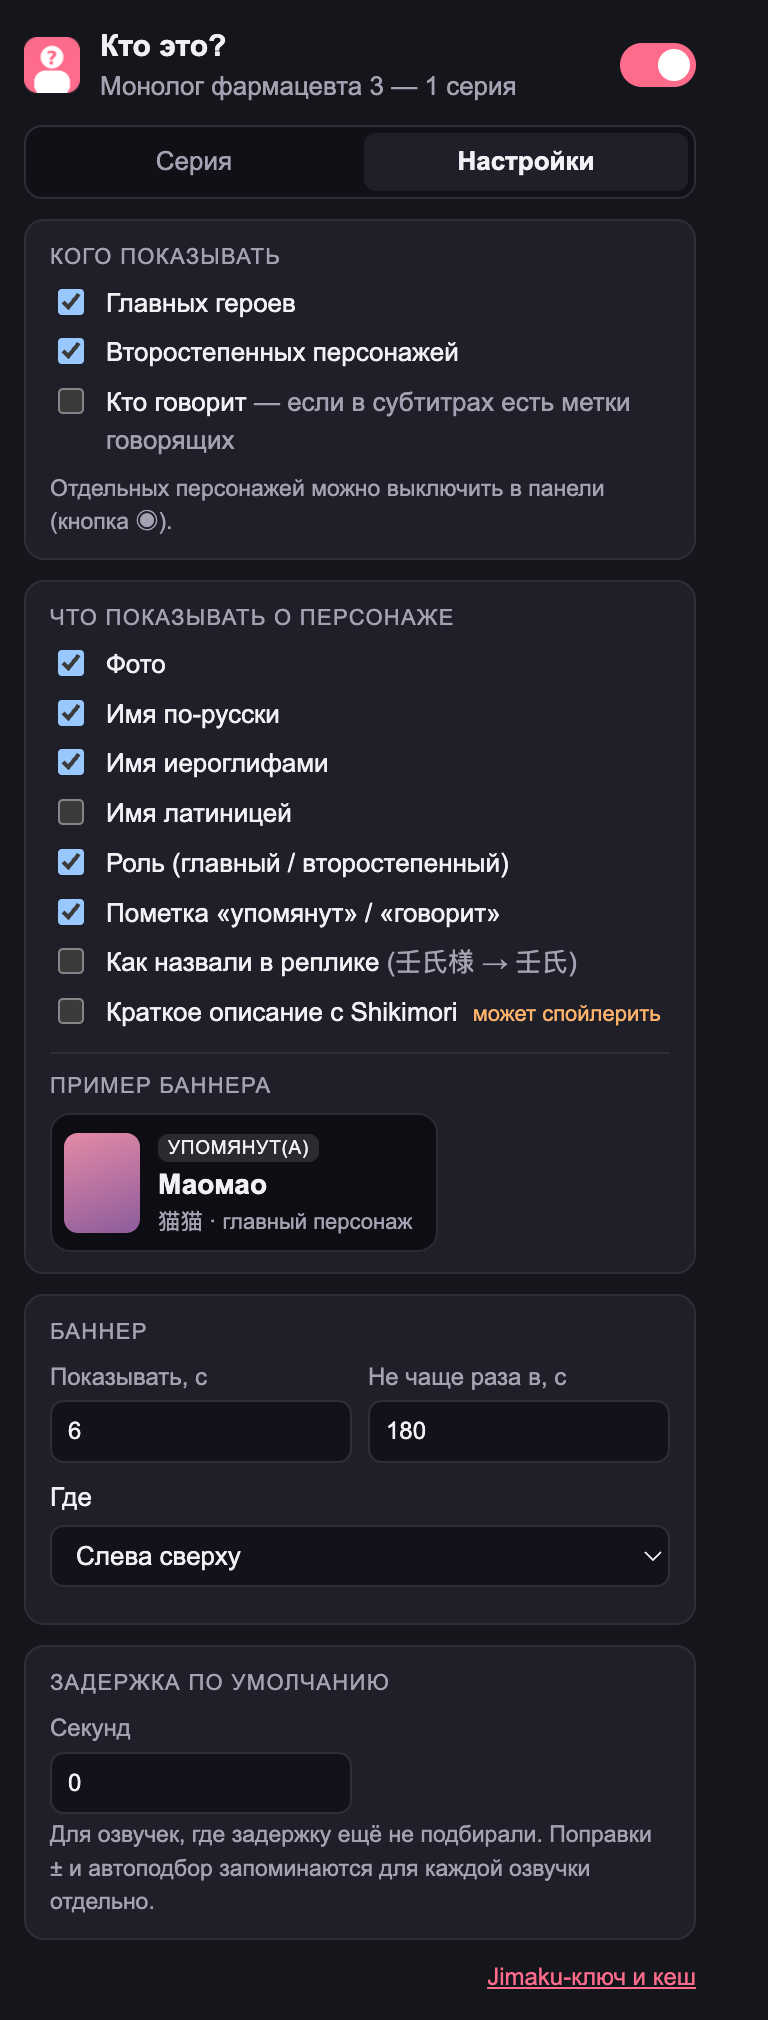 ?
Кто это?
Монолог фармацевта 3 — 1 серия
Серия
Настройки
КОГО ПОКАЗЫВАТЬ
Главных героев
Второстепенных персонажей
Кто говорит — если в субтитрах есть метки
говорящих
Отдельных персонажей можно выключить в панели
(кнопка ◉).
ЧТО ПОКАЗЫВАТЬ О ПЕРСОНАЖЕ
Фото
Имя по-русски
Имя иероглифами
Имя латиницей
Роль (главный / второстепенный)
Пометка «упомянут» / «говорит»
Как назвали в реплике (壬氏様 → 壬氏)
Краткое описание с Shikimori может спойлерить
ПРИМЕР БАННЕРА
УПОМЯНУТ(А)
Маомао
猫猫 · главный персонаж
БАННЕР
Показывать, с
Не чаще раза в, с
6
180
Где
Слева сверху
ЗАДЕРЖКА ПО УМОЛЧАНИЮ
Секунд
0
Для озвучек, где задержку ещё не подбирали. Поправки
± и автоподбор запоминаются для каждой озвучки
отдельно.
Jimaku-ключ и кеш